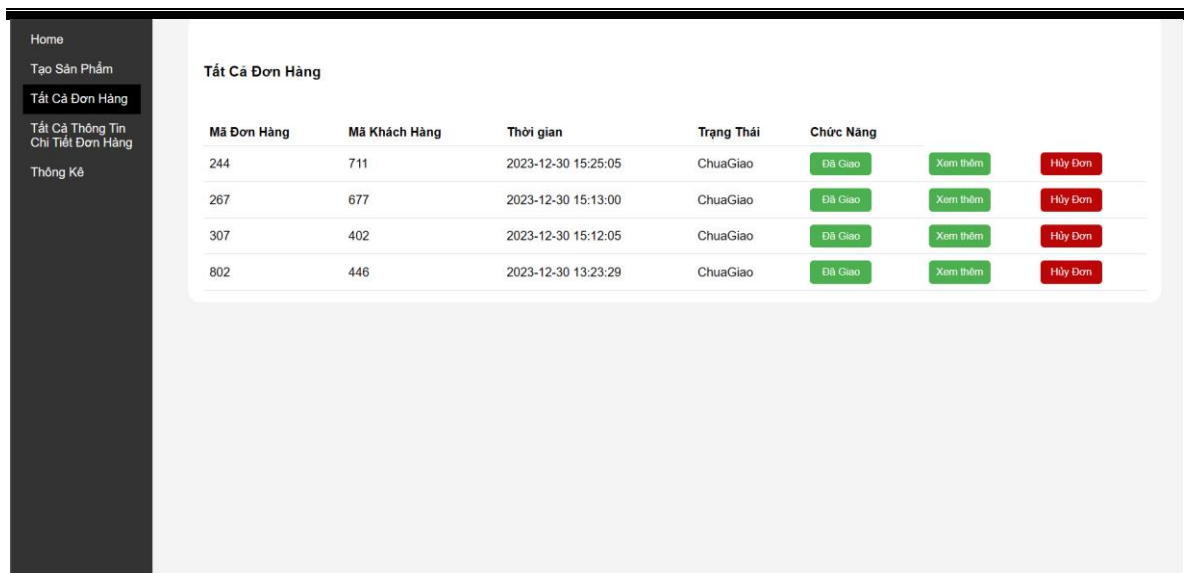 Home
Tạo Sản Phẩm
Tất Cả Đơn Hàng
Tất Cả Thông Tin
Chi Tiết Đơn Hàng
Thông Kê
Tất Cả Đơn Hàng
Mã Đơn Hàng Mã Khách Hàng Thời gian Trạng Thái Chức Năng
244 711 2023-12-30 15:25:05 ChuaGiao Đã Giao Xem thêm Hủy Đơn
267 677 2023-12-30 15:13:00 ChuaGiao Đã Giao Xem thêm Hủy Đơn
307 402 2023-12-30 15:12:05 ChuaGiao Đã Giao Xem thêm Hủy Đơn
802 446 2023-12-30 13:23:29 ChuaGiao Đã Giao Xem thêm Hủy Đơn